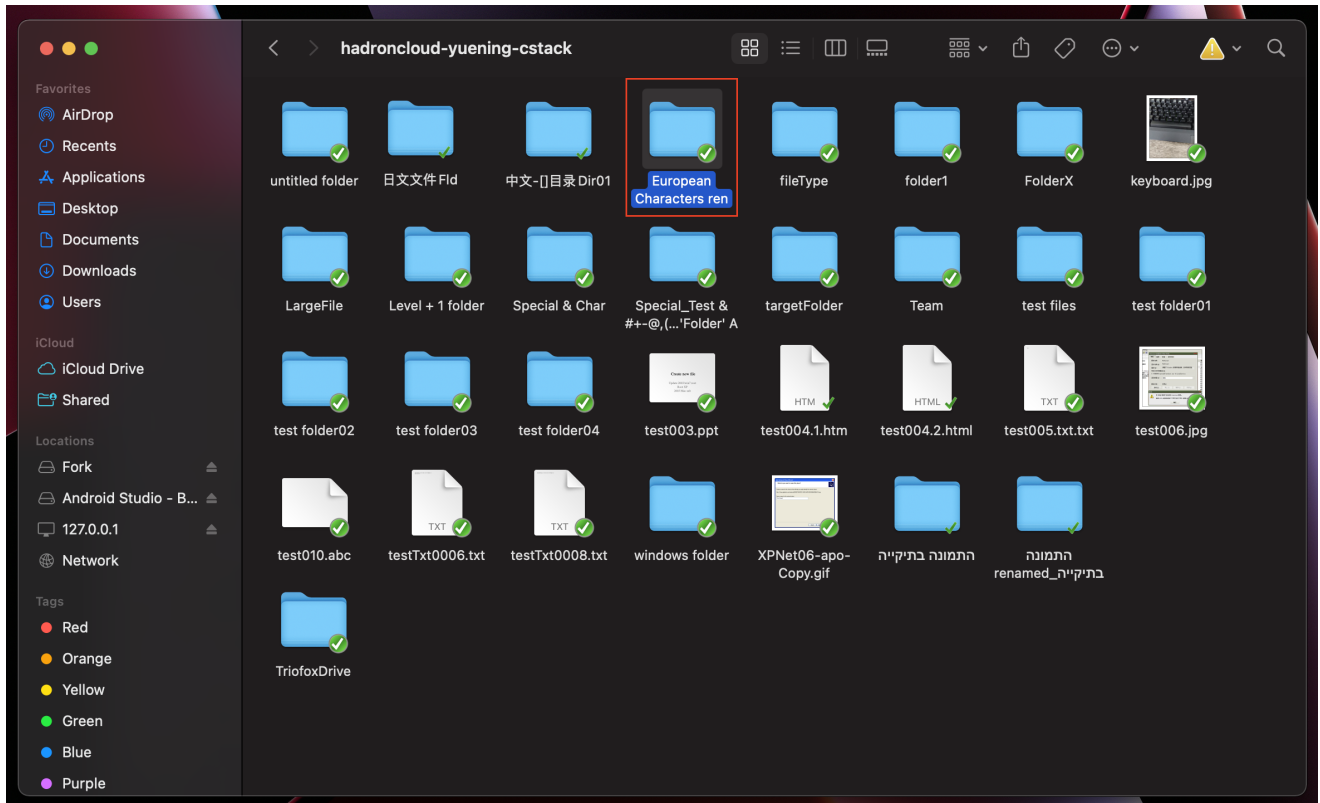 hadroncloud-yuening-cstack
Favorites
AirDrop
Recents
Applications
Desktop
Documents
Downloads
Users
iCloud
iCloud Drive
Shared
Locations
Fork
Android Studio - B...
127.0.0.1
Network
Tags
Red
Orange
Yellow
Green
Blue
Purple
untitled folder
日文文件Fld
中文-[]目录Dir01
European
Characters ren
fileType
folder1
FolderX
keyboard.jpg
LargeFile
Level + 1 folder
Special & Char
Special_Test &
#+-@,(...'Folder' A
targetFolder
Team
test files
test folder01
test folder02
test folder03
test folder04
test003.ppt
HTM
test004.1.htm
HTML
test004.2.html
TXT
test005.txt.txt
test006.jpg
test010.abc
TXT
testTxt0006.txt
TXT
testTxt0008.txt
windows folder
XPNet06-apo-
Copy.gif
התמונה בתיקייה
התמונה
בתיקייה_renamed
TriofoxDrive